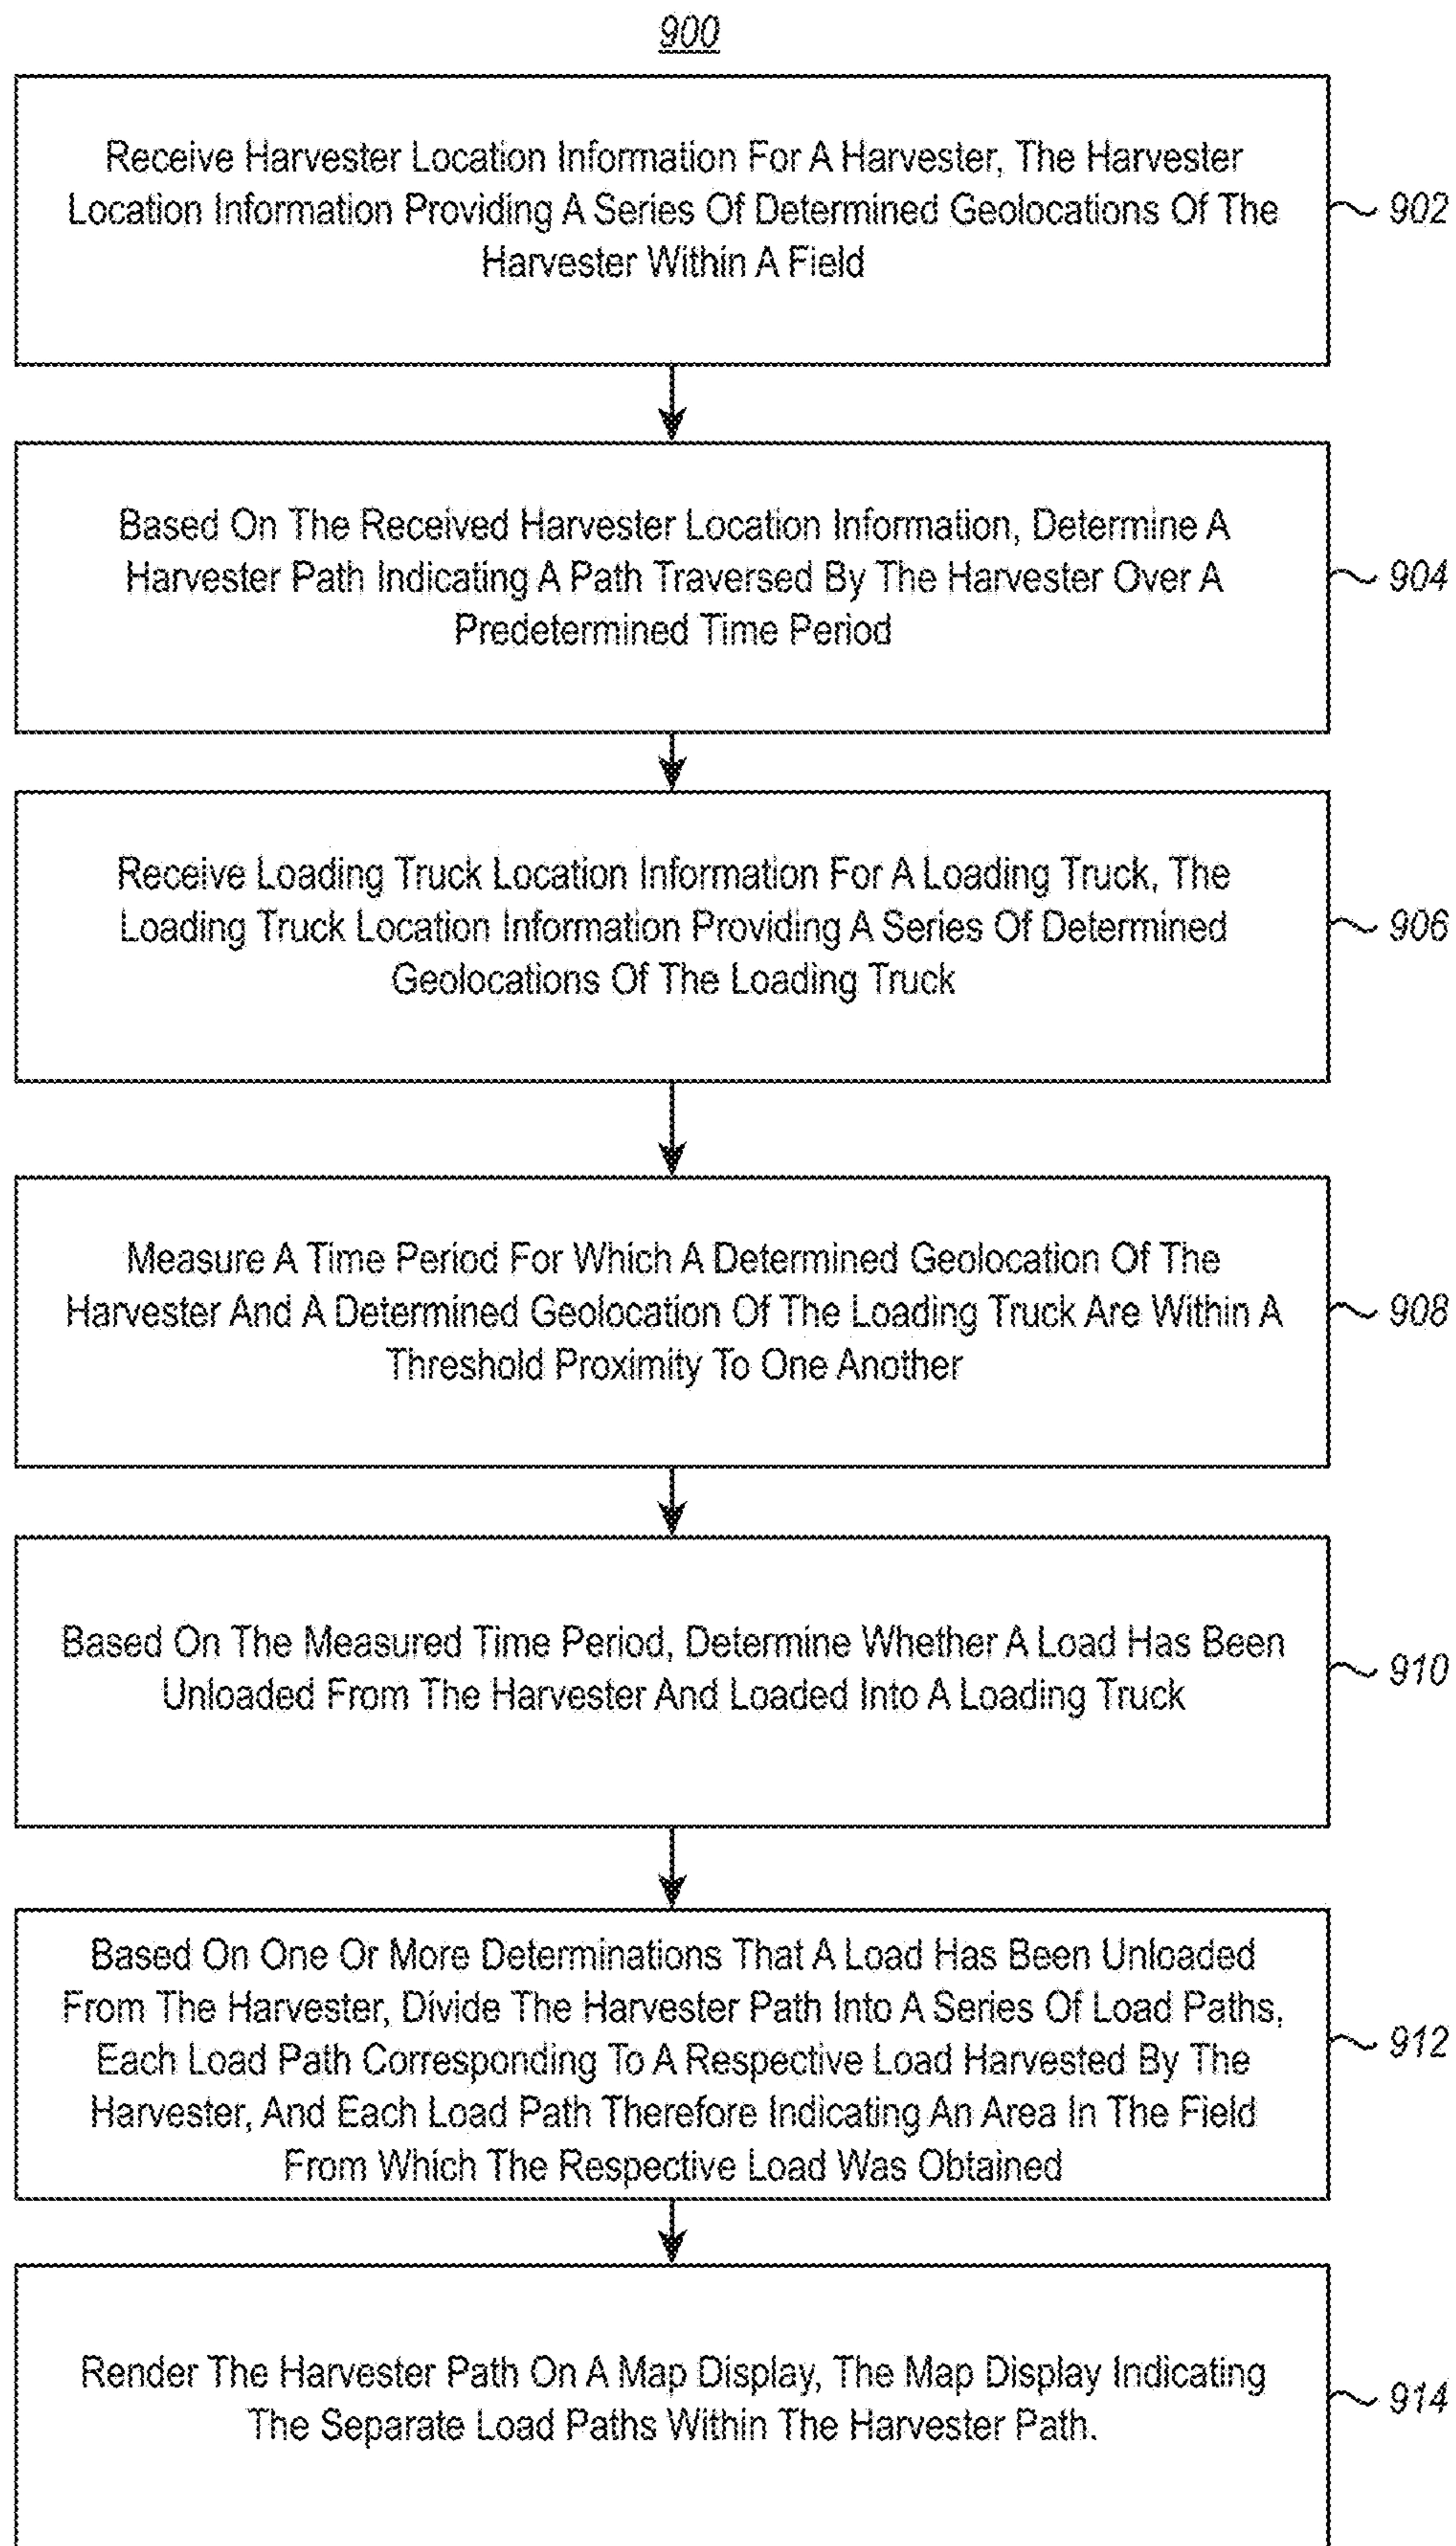 900
Receive Harvester Location Information For A Harvester, The Harvester
Location Information Providing A Series Of Determined Geolocations Of The
Harvester Within A Field
902
Based On The Received Harvester Location Information, Determine A
Harvester Path Indicating A Path Traversed By The Harvester Over A
Predetermined Time Period
904
Receive Loading Truck Location Information For A Loading Truck, The
Loading Truck Location Information Providing A Series Of Determined
Geolocations Of The Loading Truck
906
Measure A Time Period For Which A Determined Geolocation Of The
Harvester And A Determined Geolocation Of The Loading Truck Are Within A
Threshold Proximity To One Another
908
Based On The Measured Time Period, Determine Whether A Load Has Been
Unloaded From The Harvester And Loaded Into A Loading Truck
910
Based On One Or More Determinations That A Load Has Been Unloaded
From The Harvester, Divide The Harvester Path Into A Series Of Load Paths,
Each Load Path Corresponding To A Respective Load Harvested By The
Harvester, And Each Load Path Therefore Indicating An Area In The Field
From Which The Respective Load Was Obtained
912
Render The Harvester Path On A Map Display, The Map Display Indicating
The Separate Load Paths Within The Harvester Path.
914